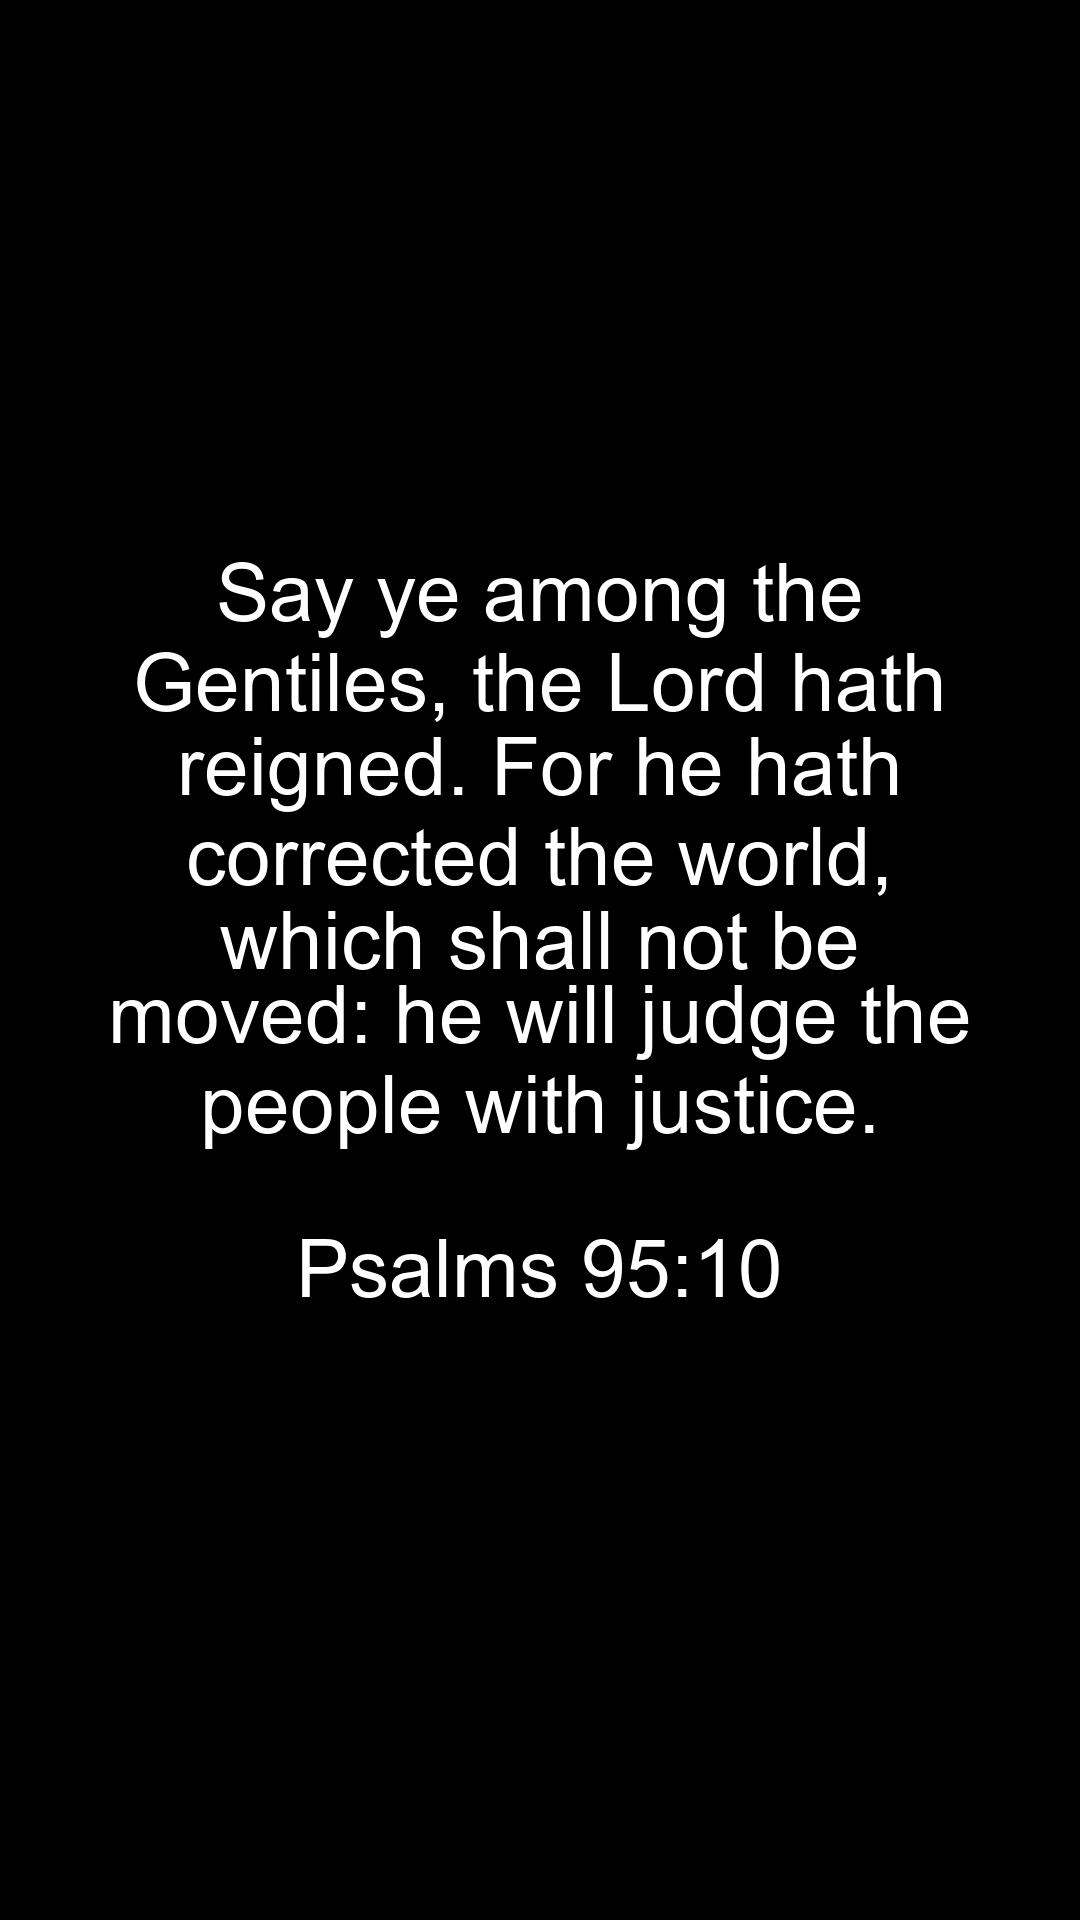 Say ye among the
Gentiles, the Lord hath
reigned. For he hath
corrected the world,
which shall not be
moved: he will judge the
people with justice.
Psalms 95:10